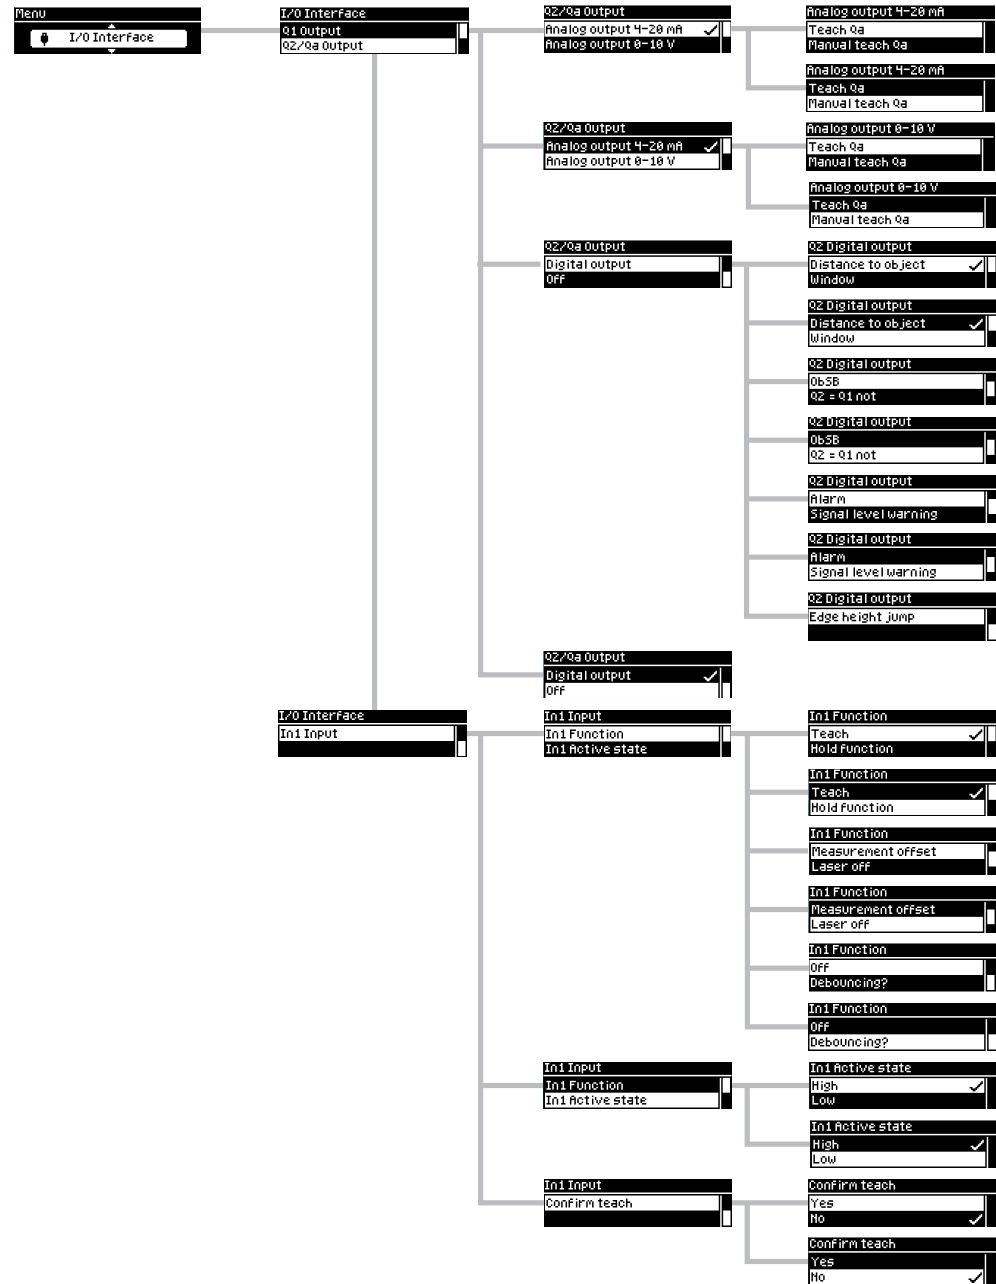 Menu
I/O Interface
I/O Interface
Q1 Output
Q2/Qa Output
Q2/Qa Output
Analog output 4-20 mA
Analog output 0-10 V
Analog output 4-20 mA
Teach Qa
Manual teach Qa
Analog output 4-20 mA
Teach Qa
Manual teach Qa
Q2/Qa Output
Analog output 4-20 mA
Analog output 0-10 V
Analog output 0-10 V
Teach Qa
Manual teach Qa
Analog output 0-10 V
Teach Qa
Manual teach Qa
Q2/Qa Output
Digital output
Off
Q2 Digital output
Distance to object
Window
Q2 Digital output
Distance to object
Window
Q2 Digital output
ObSB
Q2 = Q1 not
Q2 Digital output
ObSB
Q2 = Q1 not
Q2 Digital output
Alarm
Signal level warning
Q2 Digital output
Alarm
Signal level warning
Q2 Digital output
Edge height jump
Q2/Qa Output
Digital output
Off
I/O Interface
In1 Input
In1 Input
In1 Function
In1 Active state
In1 Function
Teach
Hold function
In1 Function
Teach
Hold function
In1 Function
Measurement offset
Laser off
In1 Function
Measurement offset
Laser off
In1 Function
Off
Debouncing?
In1 Function
Off
Debouncing?
In1 Input
In1 Function
In1 Active state
In1 Active state
High
Low
In1 Active state
High
Low
In1 Input
Confirm teach
Confirm teach
Yes
No
Confirm teach
Yes
No